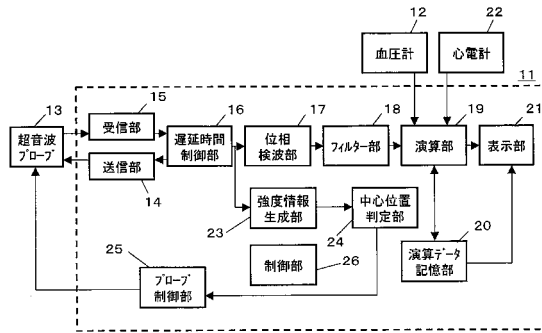 12
22
血圧計
心電計
11
13
15
16
17
18
19
21
超音波
プローブ
受信部
送信部
14
遅延時間
制御部
位相
検波部
フィルター部
演算部
表示部
強度情報
生成部
23
中心位置
判定部
24
20
演算データ
記憶部
制御部
26
25
プローブ
制御部